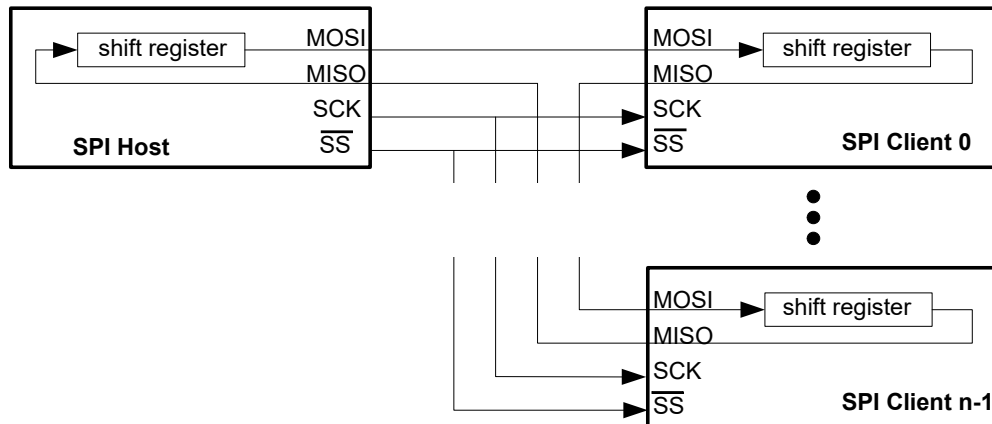 shift register
MOSI
MISO
SCK
SS
SPI Host
MOSI
shift register
MISO
SCK
SS
SPI Client 0
MOSI
shift register
MISO
SCK
SS
SPI Client n-1